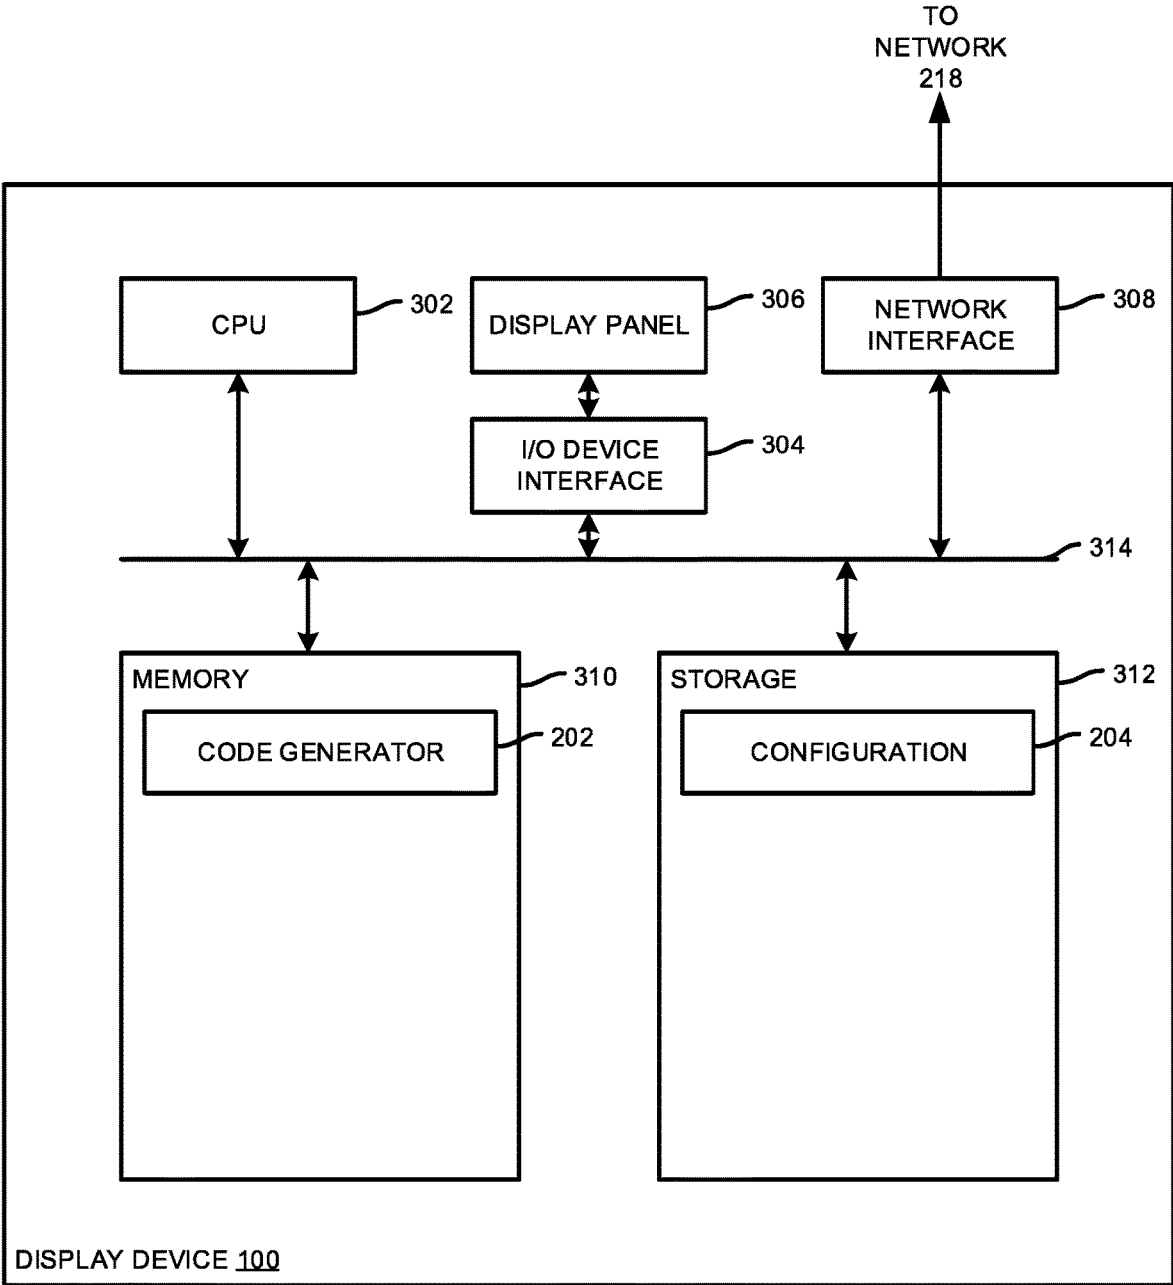 TO
NETWORK
218
CPU
302
DISPLAY PANEL
306
NETWORK
INTERFACE
308
I/O DEVICE
INTERFACE
304
314
MEMORY
310
CODE GENERATOR
202
STORAGE
312
CONFIGURATION
204
DISPLAY DEVICE 100